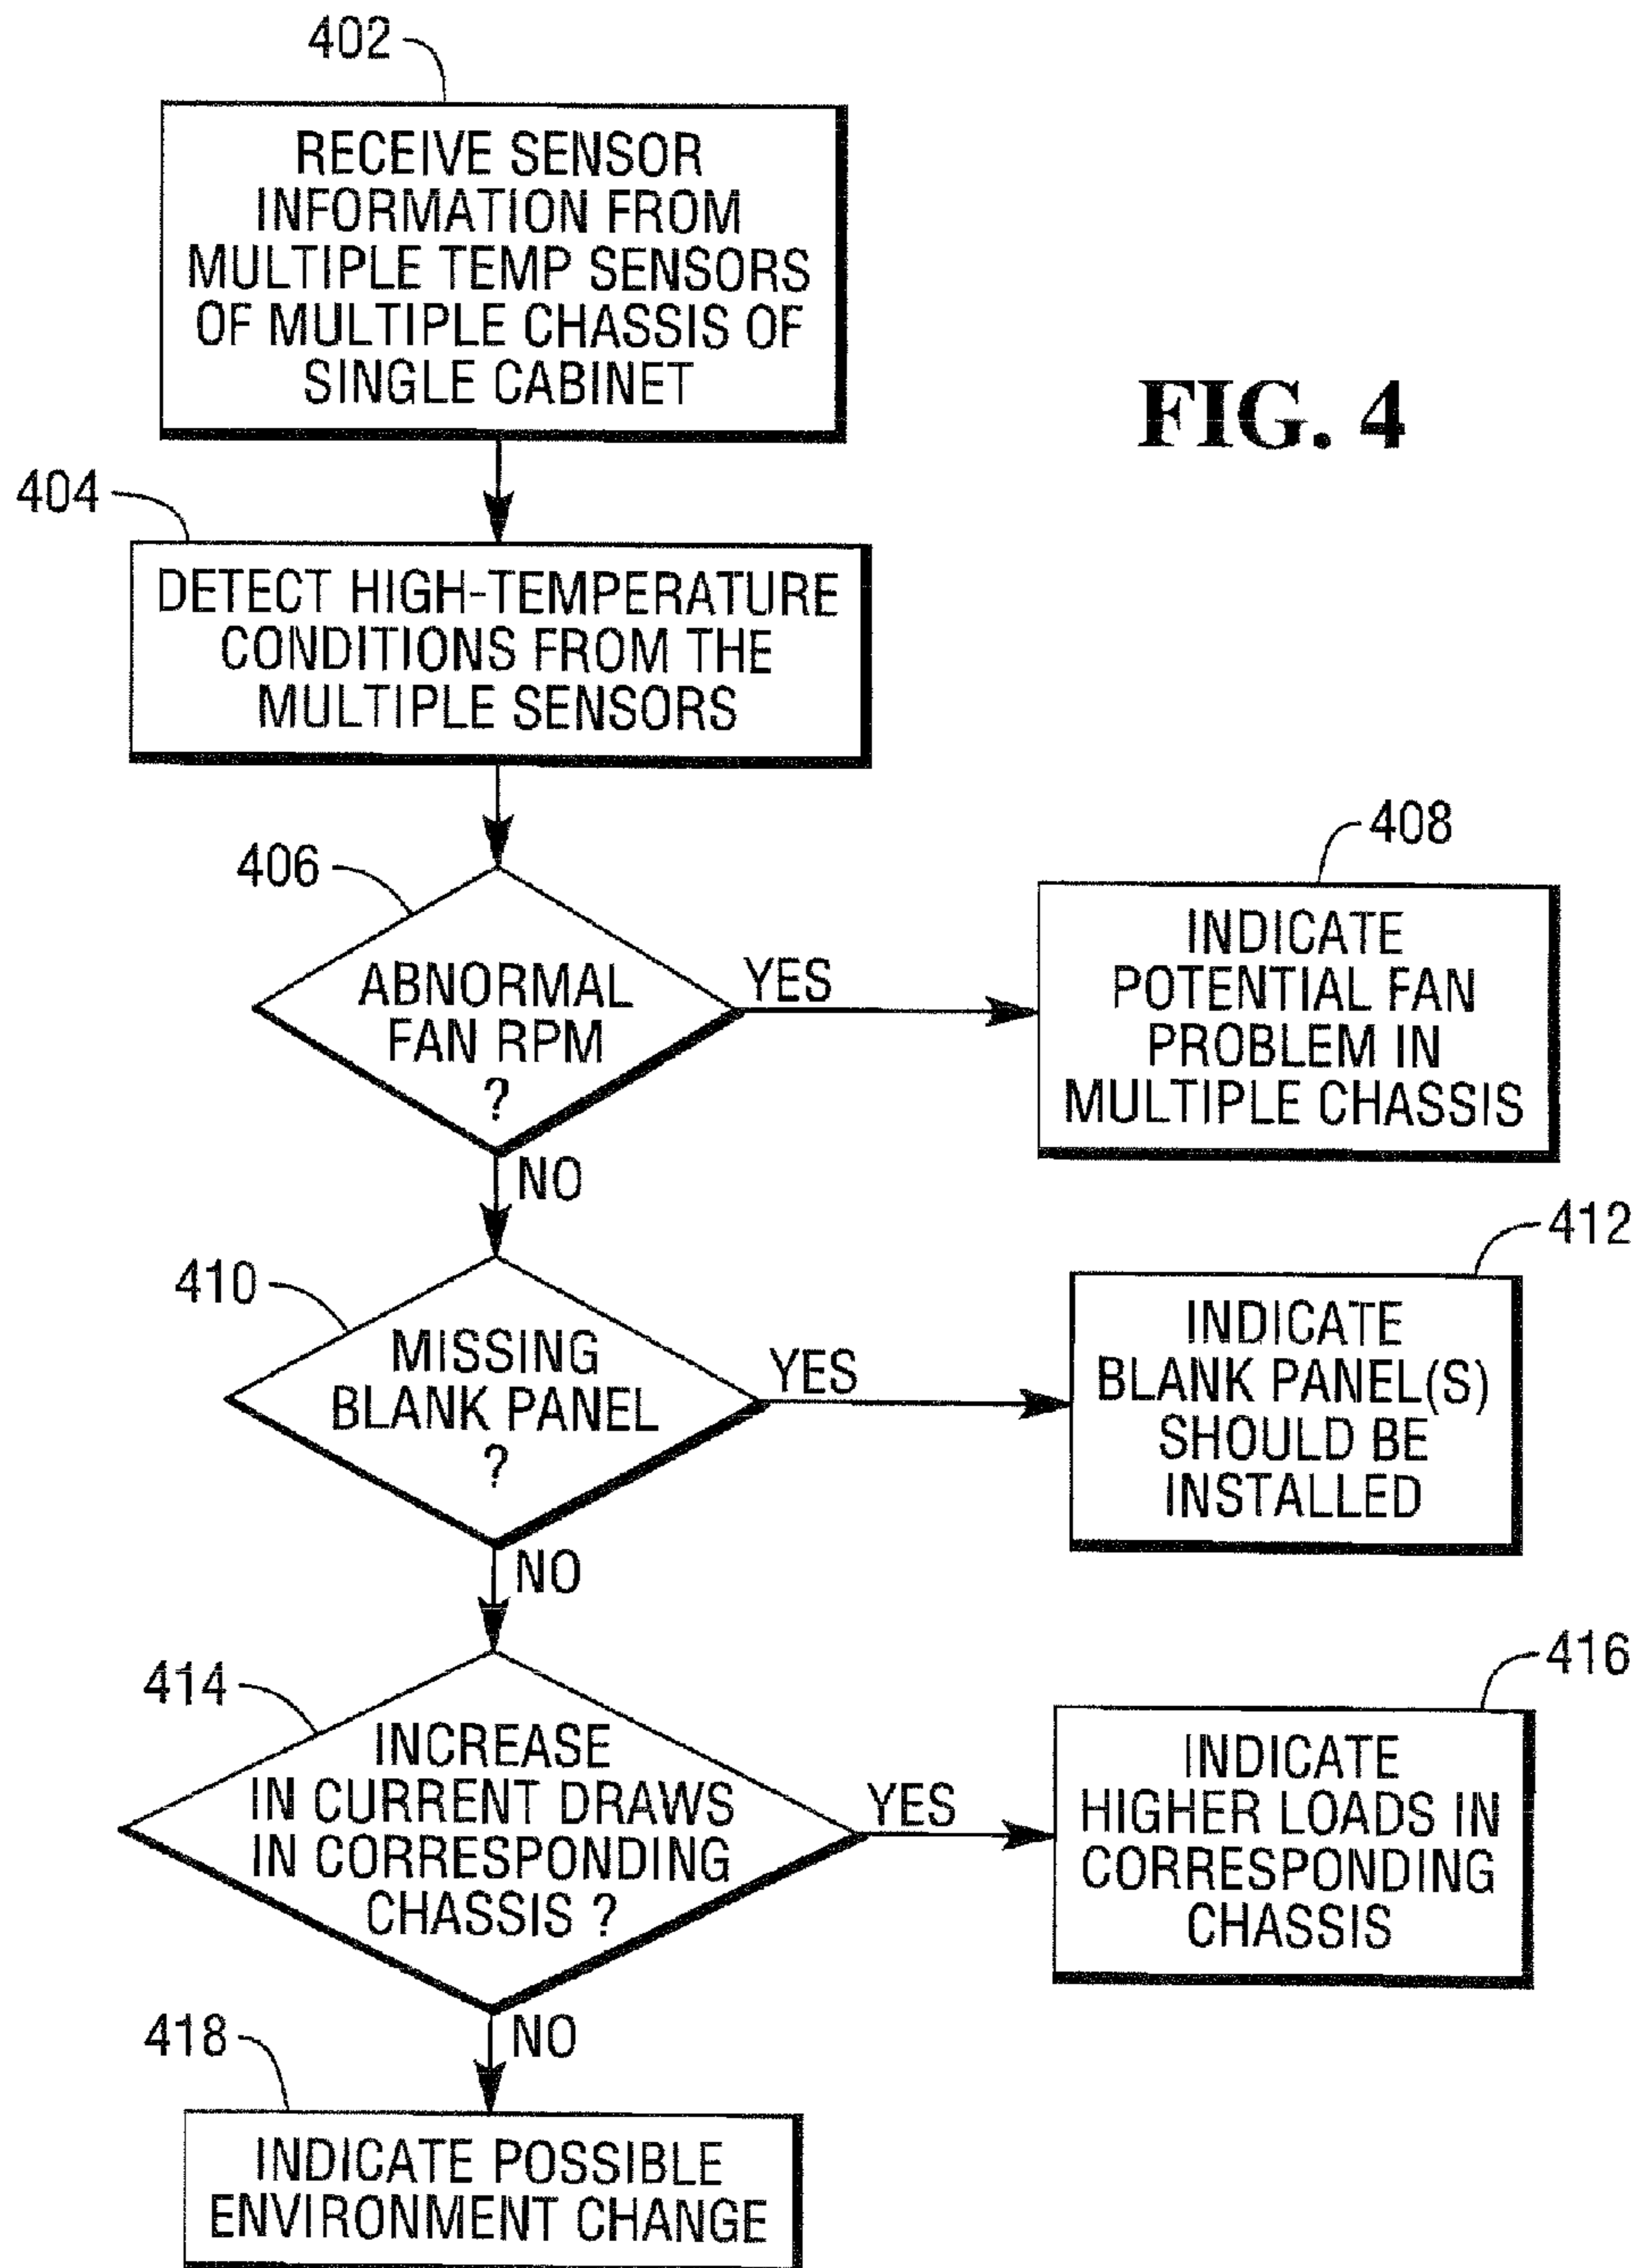 402
RECEIVE SENSOR
INFORMATION FROM
MULTIPLE TEMP SENSORS
OF MULTIPLE CHASSIS OF
SINGLE CABINET
FIG. 4
404
DETECT HIGH-TEMPERATURE
CONDITIONS FROM THE
MULTIPLE SENSORS
406
ABNORMAL
FAN RPM
?
YES
408
INDICATE
POTENTIAL FAN
PROBLEM IN
MULTIPLE CHASSIS
NO
410
MISSING
BLANK PANEL
?
YES
412
INDICATE
BLANK PANEL(S)
SHOULD BE
INSTALLED
NO
414
INCREASE
IN CURRENT DRAWS
IN CORRESPONDING
CHASSIS ?
YES
416
INDICATE
HIGHER LOADS IN
CORRESPONDING
CHASSIS
NO
418
INDICATE POSSIBLE
ENVIRONMENT CHANGE